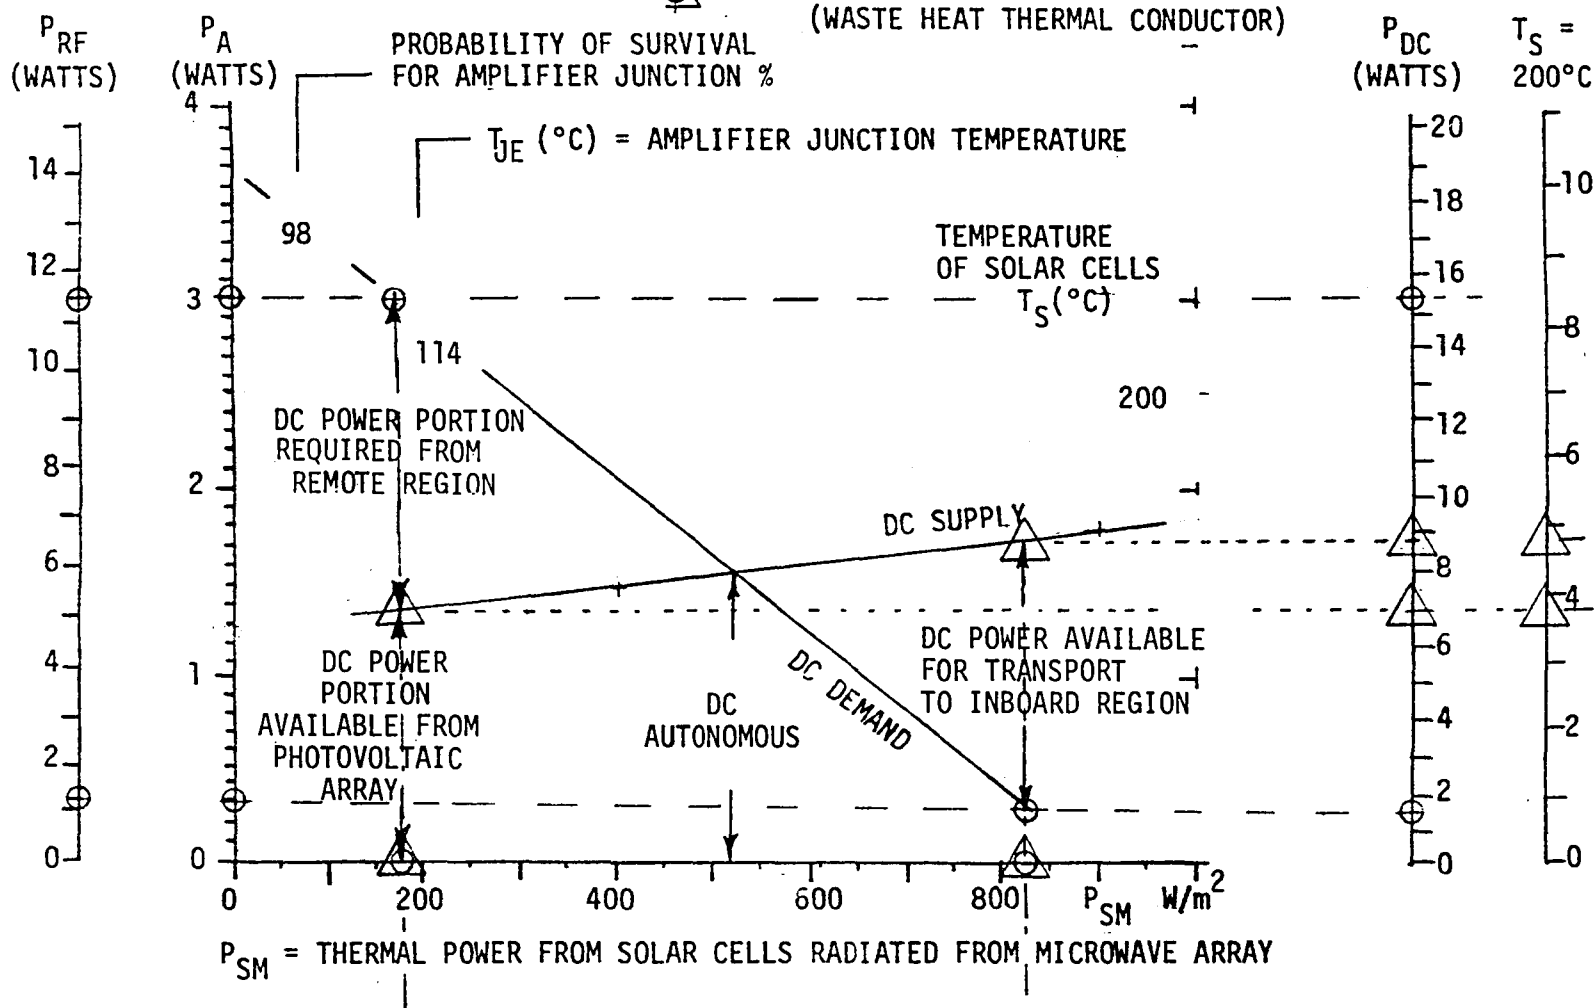 (WASTE HEAT THERMAL CONDUCTOR)
P_RF
(WATTS)
P_A
(WATTS)
PROBABILITY OF SURVIVAL
FOR AMPLIFIER JUNCTION %
P_DC
(WATTS)
T_S =
200°C
T_JE (°C) = AMPLIFIER JUNCTION TEMPERATURE
14
12
10
8
6
4
2
0
4
3
2
1
0
98
114
TEMPERATURE
OF SOLAR CELLS
T_S(°C)
200
DC POWER PORTION
REQUIRED FROM
REMOTE REGION
DC SUPPLY
DC POWER
PORTION
AVAILABLE FROM
PHOTOVOLTAIC
ARRAY
DC
AUTONOMOUS
DC DEMAND
DC POWER AVAILABLE
FOR TRANSPORT
TO INBOARD REGION
20
18
16
14
12
10
8
6
4
2
0
10
8
6
4
2
0
0 200 400 600 800 P_SM W/m²
P_SM = THERMAL POWER FROM SOLAR CELLS RADIATED FROM MICROWAVE ARRAY